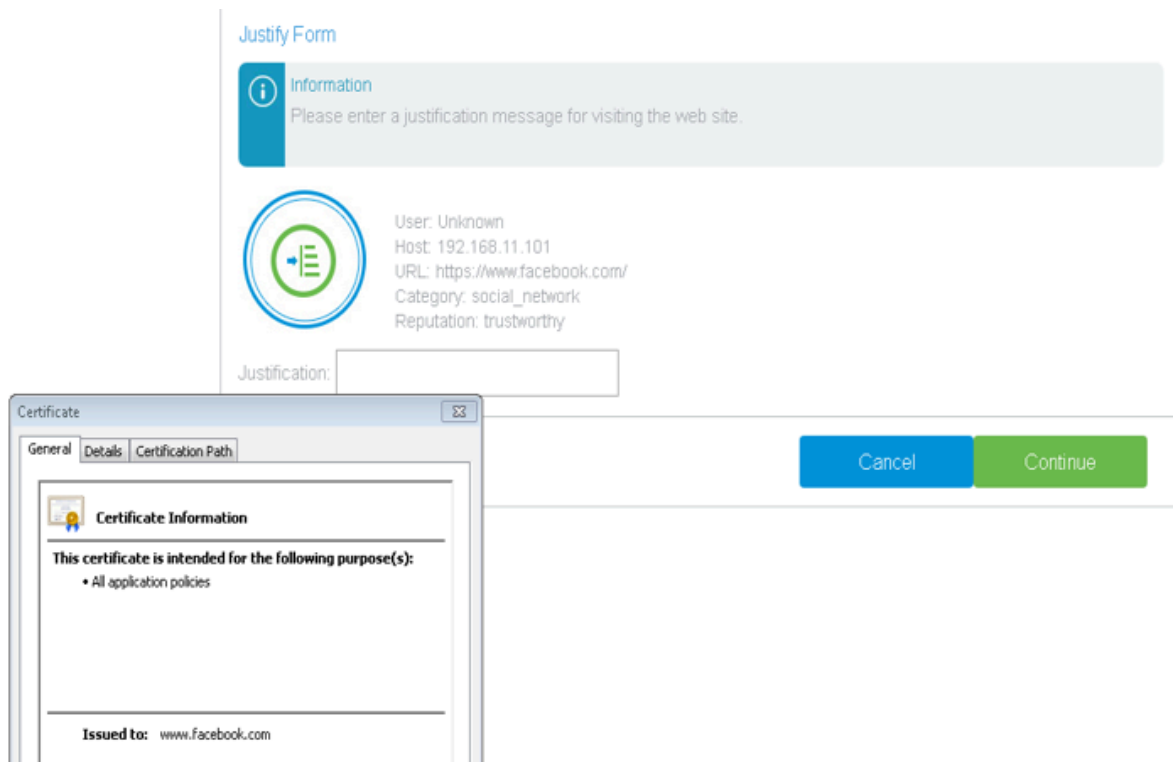 Justify Form
Information
Please enter a justification message for visiting the web site.
User: Unknown
Host: 192.168.11.101
URL: https://www.facebook.com/
Category: social_network
Reputation: trustworthy
Justification:
Cancel Continue
Certificate
General Details Certification Path
Certificate Information
This certificate is intended for the following purpose(s):
• All application policies
Issued to: www.facebook.com